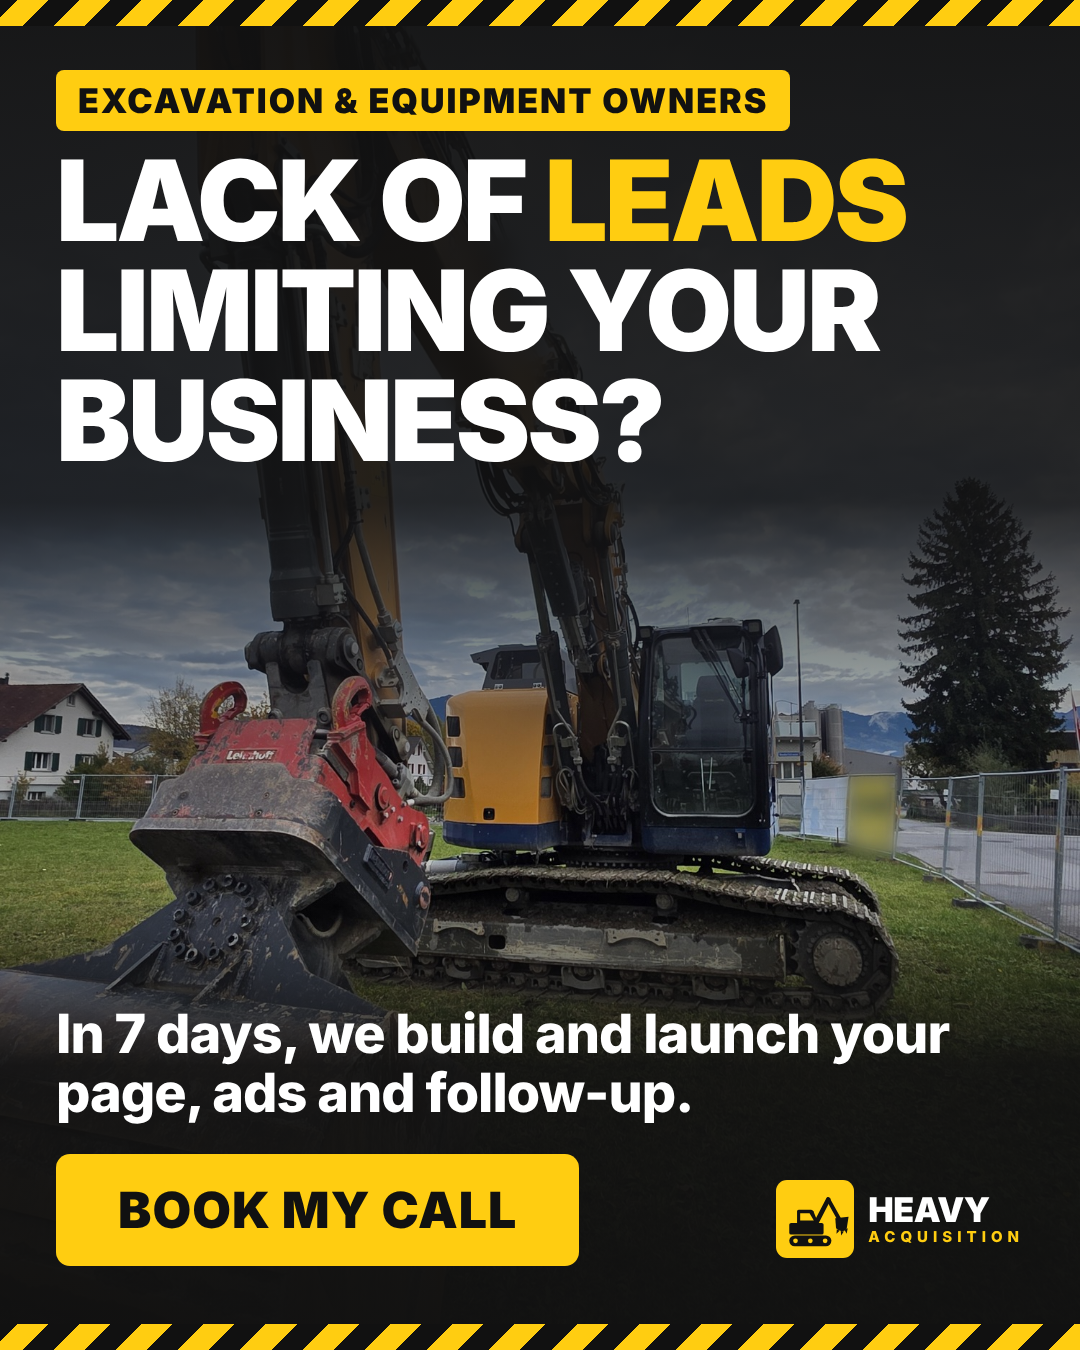 EXCAVATION & EQUIPMENT OWNERS
LACK OF LEADS
LIMITING YOUR
BUSINESS?
In 7 days, we build and launch your
page, ads and follow-up.
BOOK MY CALL
HEAVY
ACQUISITION